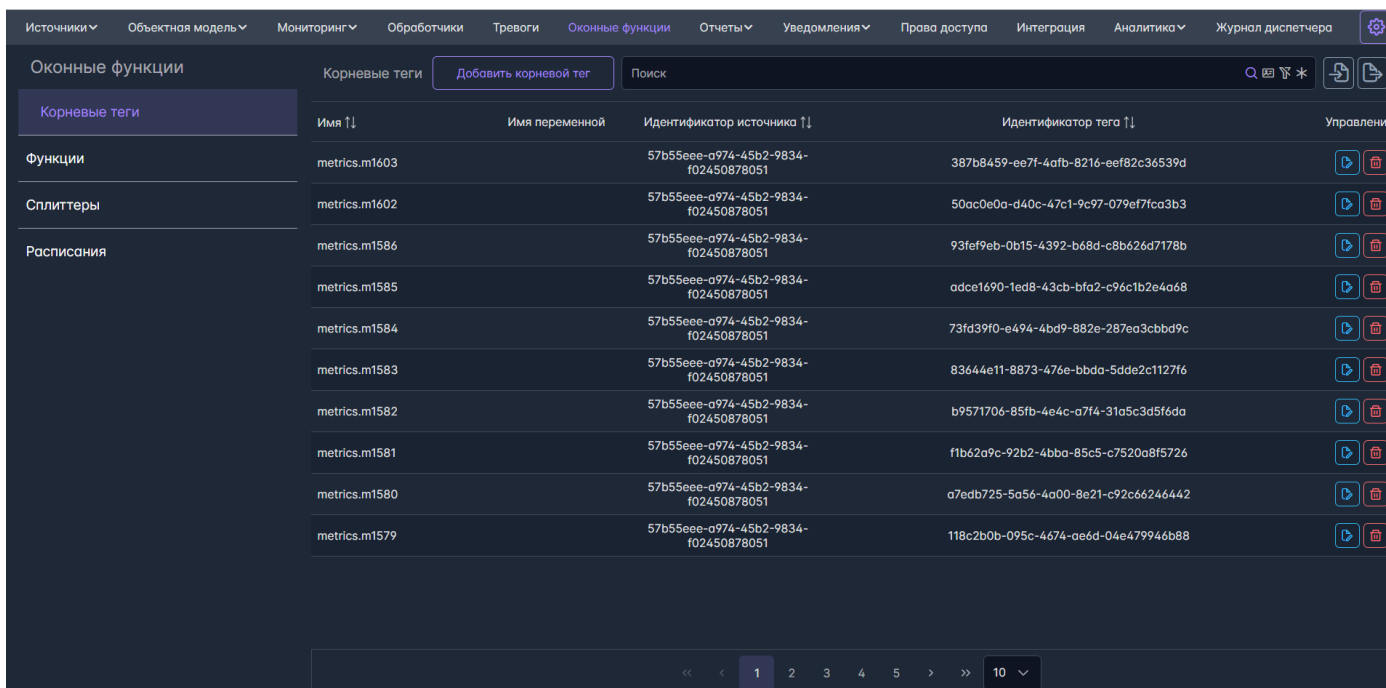 Источники Объектная модель Мониторинг Обработчики Тревоги Оконные функции Отчеты Уведомления Права доступа Интеграция Аналитика Журнал диспетчера
Оконные функции
Корневые теги
Функции
Сплиттеры
Расписания
Корневые теги Добавить корневой тег Поиск
Имя Имя переменной Идентификатор источника Идентификатор тега Управлени
metrics.m1603 57b55eee-a974-45b2-9834- 387b8459-ee7f-4afb-8216-eef82c36539d
f02450878051
metrics.m1602 57b55eee-a974-45b2-9834- 50ac0e0a-d40c-47c1-9c97-079ef7fca3b3
f02450878051
metrics.m1586 57b55eee-a974-45b2-9834- 93fef9eb-0b15-4392-b68d-c8b626d7178b
f02450878051
metrics.m1585 57b55eee-a974-45b2-9834- adce1690-1ed8-43cb-bfa2-c96c1b2e4a68
f02450878051
metrics.m1584 57b55eee-a974-45b2-9834- 73fd39f0-e494-4bd9-882e-287ea3cbbd9c
f02450878051
metrics.m1583 57b55eee-a974-45b2-9834- 83644e11-8873-476e-bbda-5dde2c1127f6
f02450878051
metrics.m1582 57b55eee-a974-45b2-9834- b9571706-85fb-4e4c-a7f4-31a5c3d5f6da
f02450878051
metrics.m1581 57b55eee-a974-45b2-9834- f1b62a9c-92b2-4bba-85c5-c7520a8f5726
f02450878051
metrics.m1580 57b55eee-a974-45b2-9834- a7edb725-5a56-4a00-8e21-c92c66246442
f02450878051
metrics.m1579 57b55eee-a974-45b2-9834- 118c2b0b-095c-4674-ae6d-04e479946b88
f02450878051
« ‹ 1 2 3 4 5 › » 10